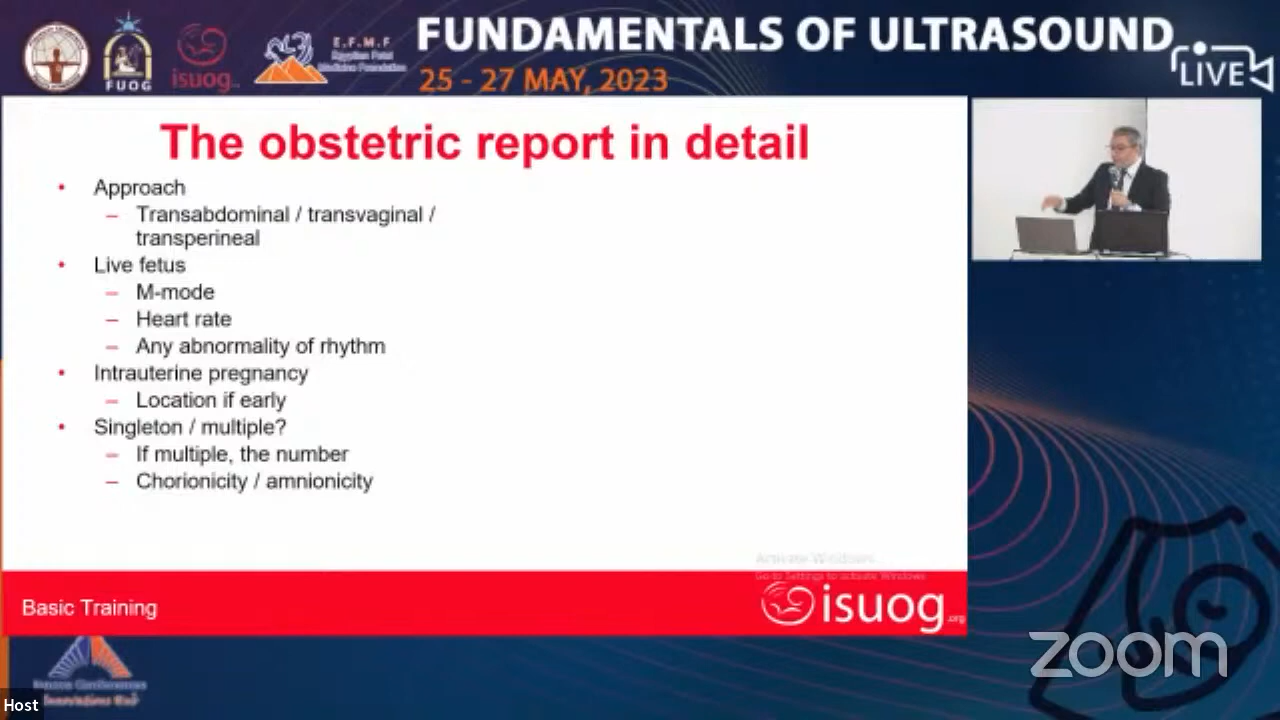 FUNDAMENTALS OF ULTRASOUND
25 - 27 MAY, 2023
LIVE
FUOG
isuog
E.F.M.F
Egyptian Fetal
Medicine Foundation
The obstetric report in detail
• Approach
– Transabdominal / transvaginal /
transperineal
• Live fetus
– M-mode
– Heart rate
– Any abnormality of rhythm
• Intrauterine pregnancy
– Location if early
• Singleton / multiple?
– If multiple, the number
– Chorionicity / amnionicity
Activate Windows
Go to Settings to activate Windows
Basic Training
isuog.org
zoom
Host